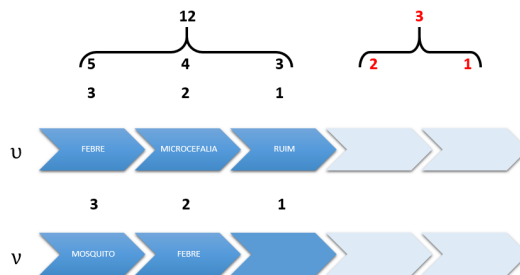 12 3
5 4 3 2 1
3 2 1
υ FEBRE MICROCEFALIA RUIM
3 2 1
ν MOSQUITO FEBRE